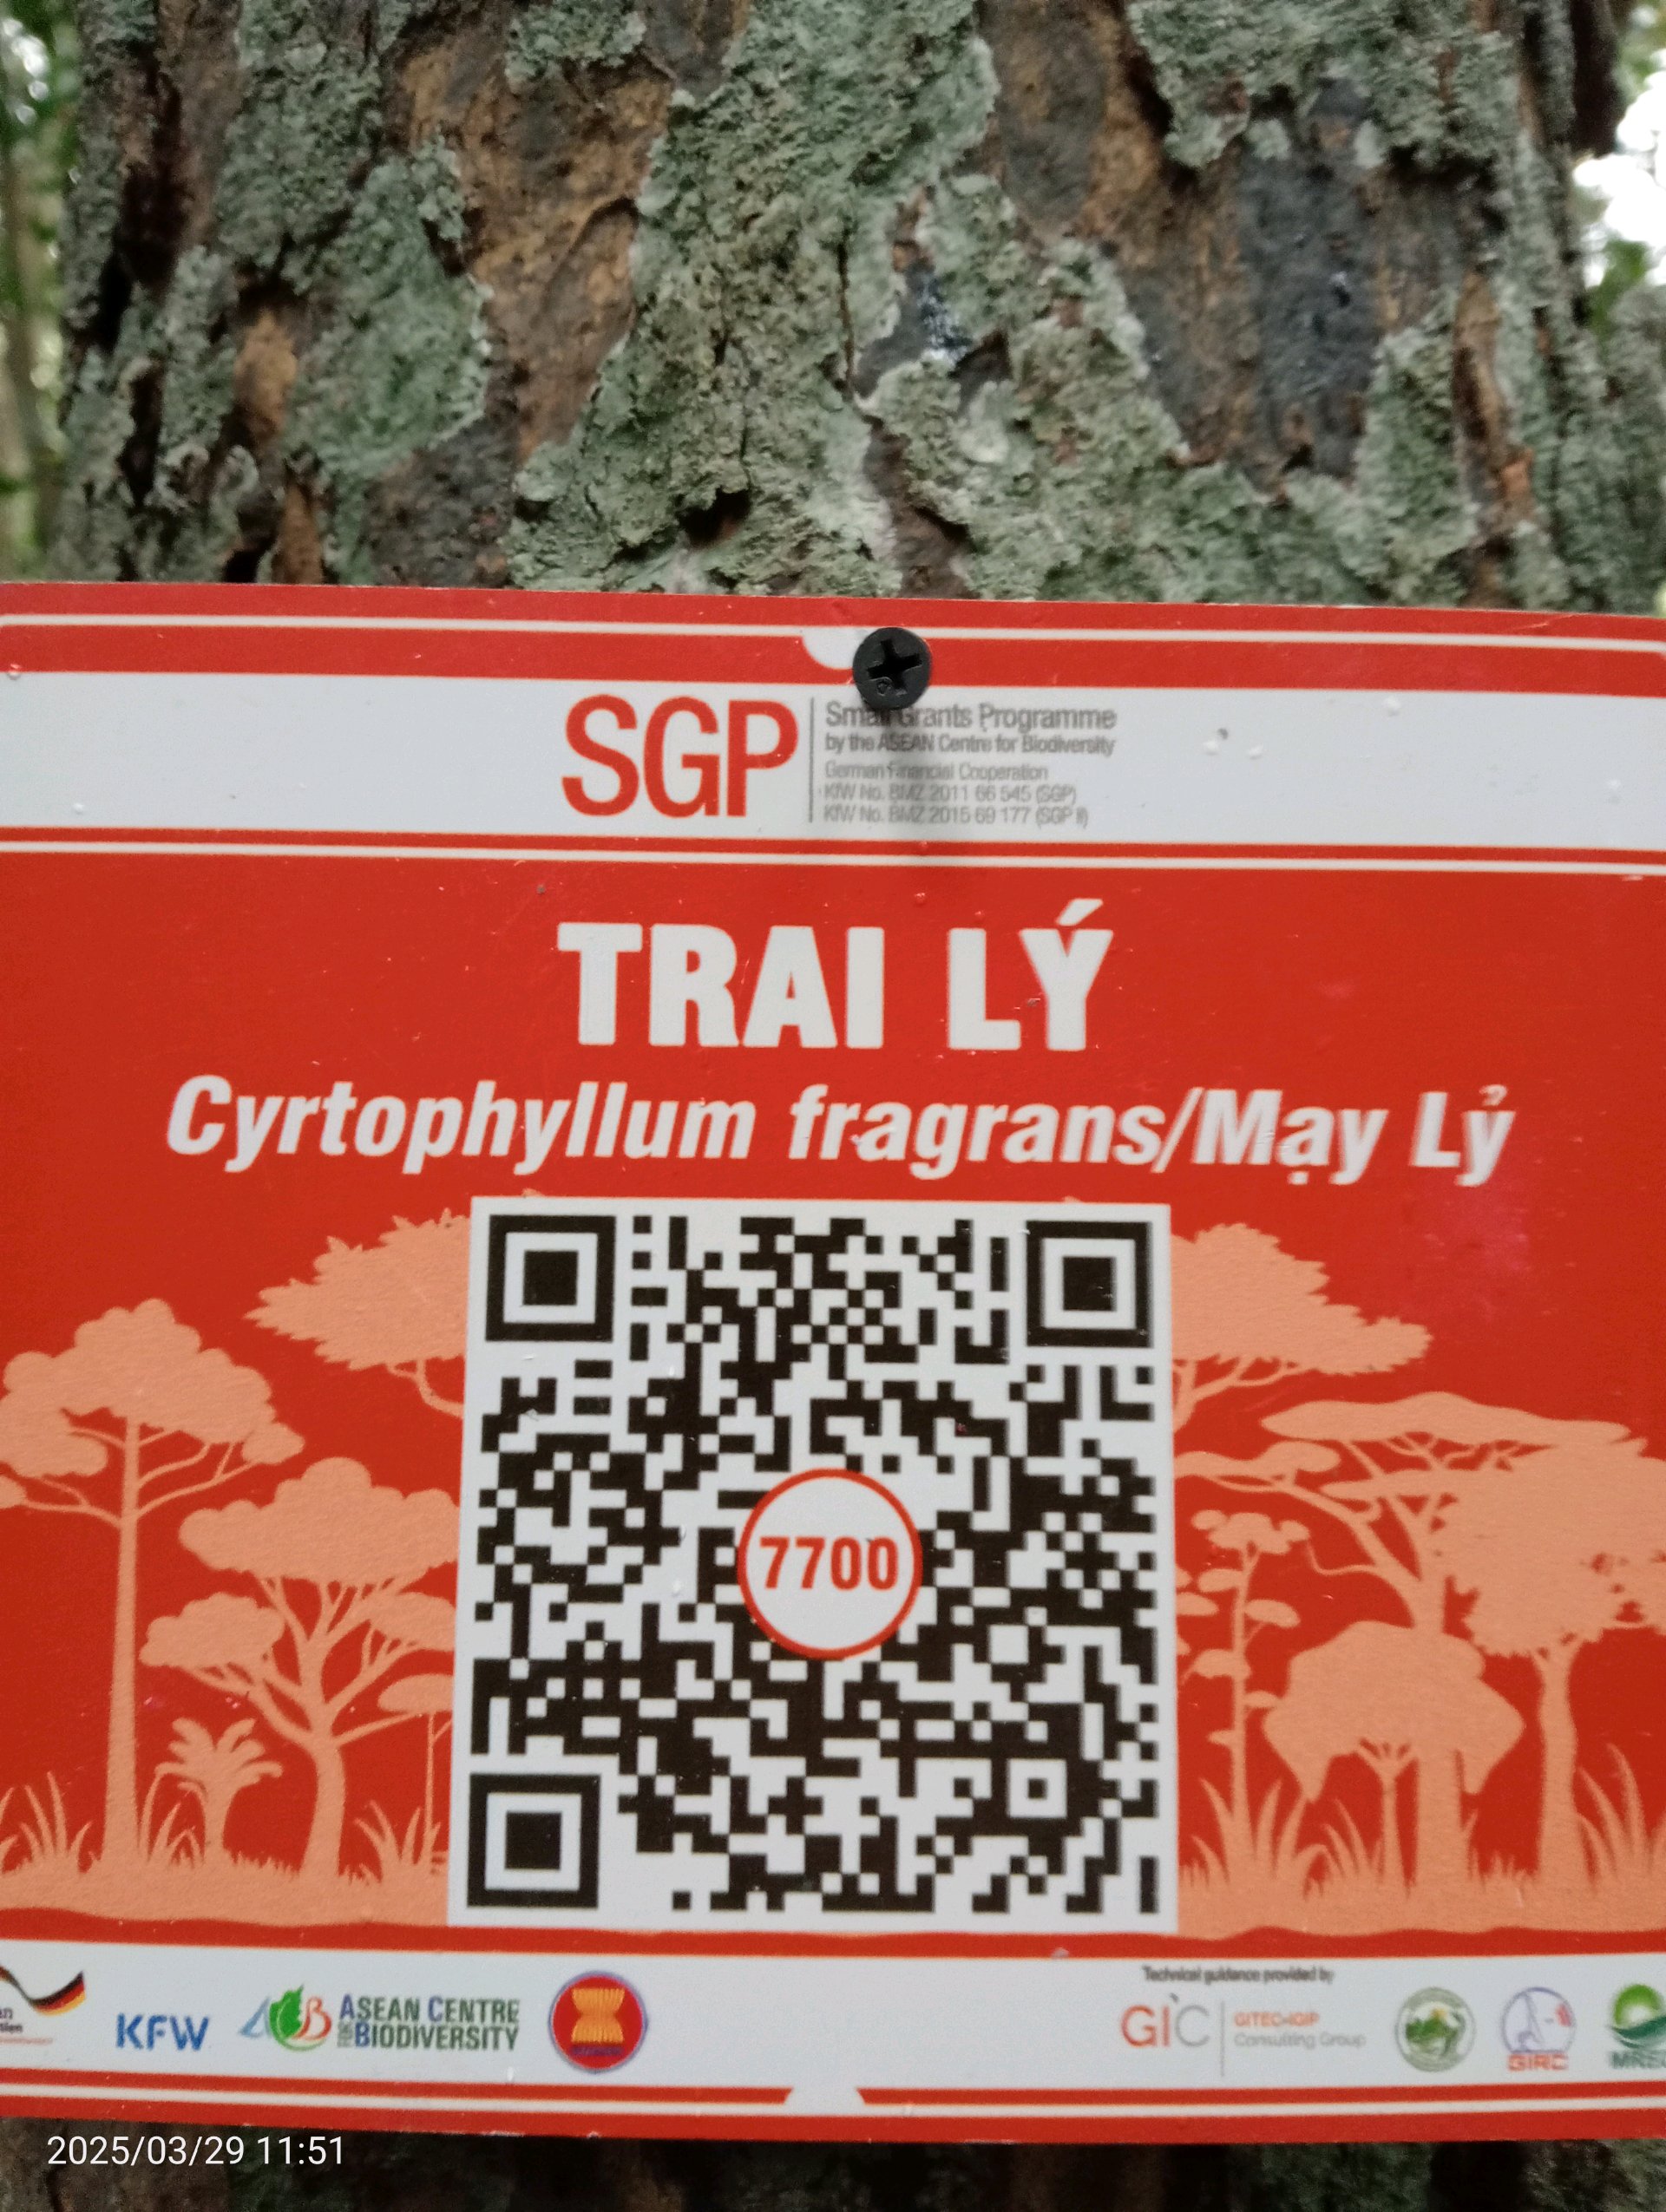 SGP
Small Grants Programme
by the ASEAN Centre for Biodiversity
German Financial Cooperation
KfW No. BMZ 2011 66 545 (SGP)
KfW No. BMZ 2015 69 177 (SGP II)
TRAI LÝ
Cyrtophyllum fragrans/Mạy Lỷ
7700
KFW
ACB
ASEAN CENTRE
FOR BIODIVERSITY
Technical guidance provided by
GIC
GITEC-IGIP
Consulting Group
GIRC
2025/03/29 11:51